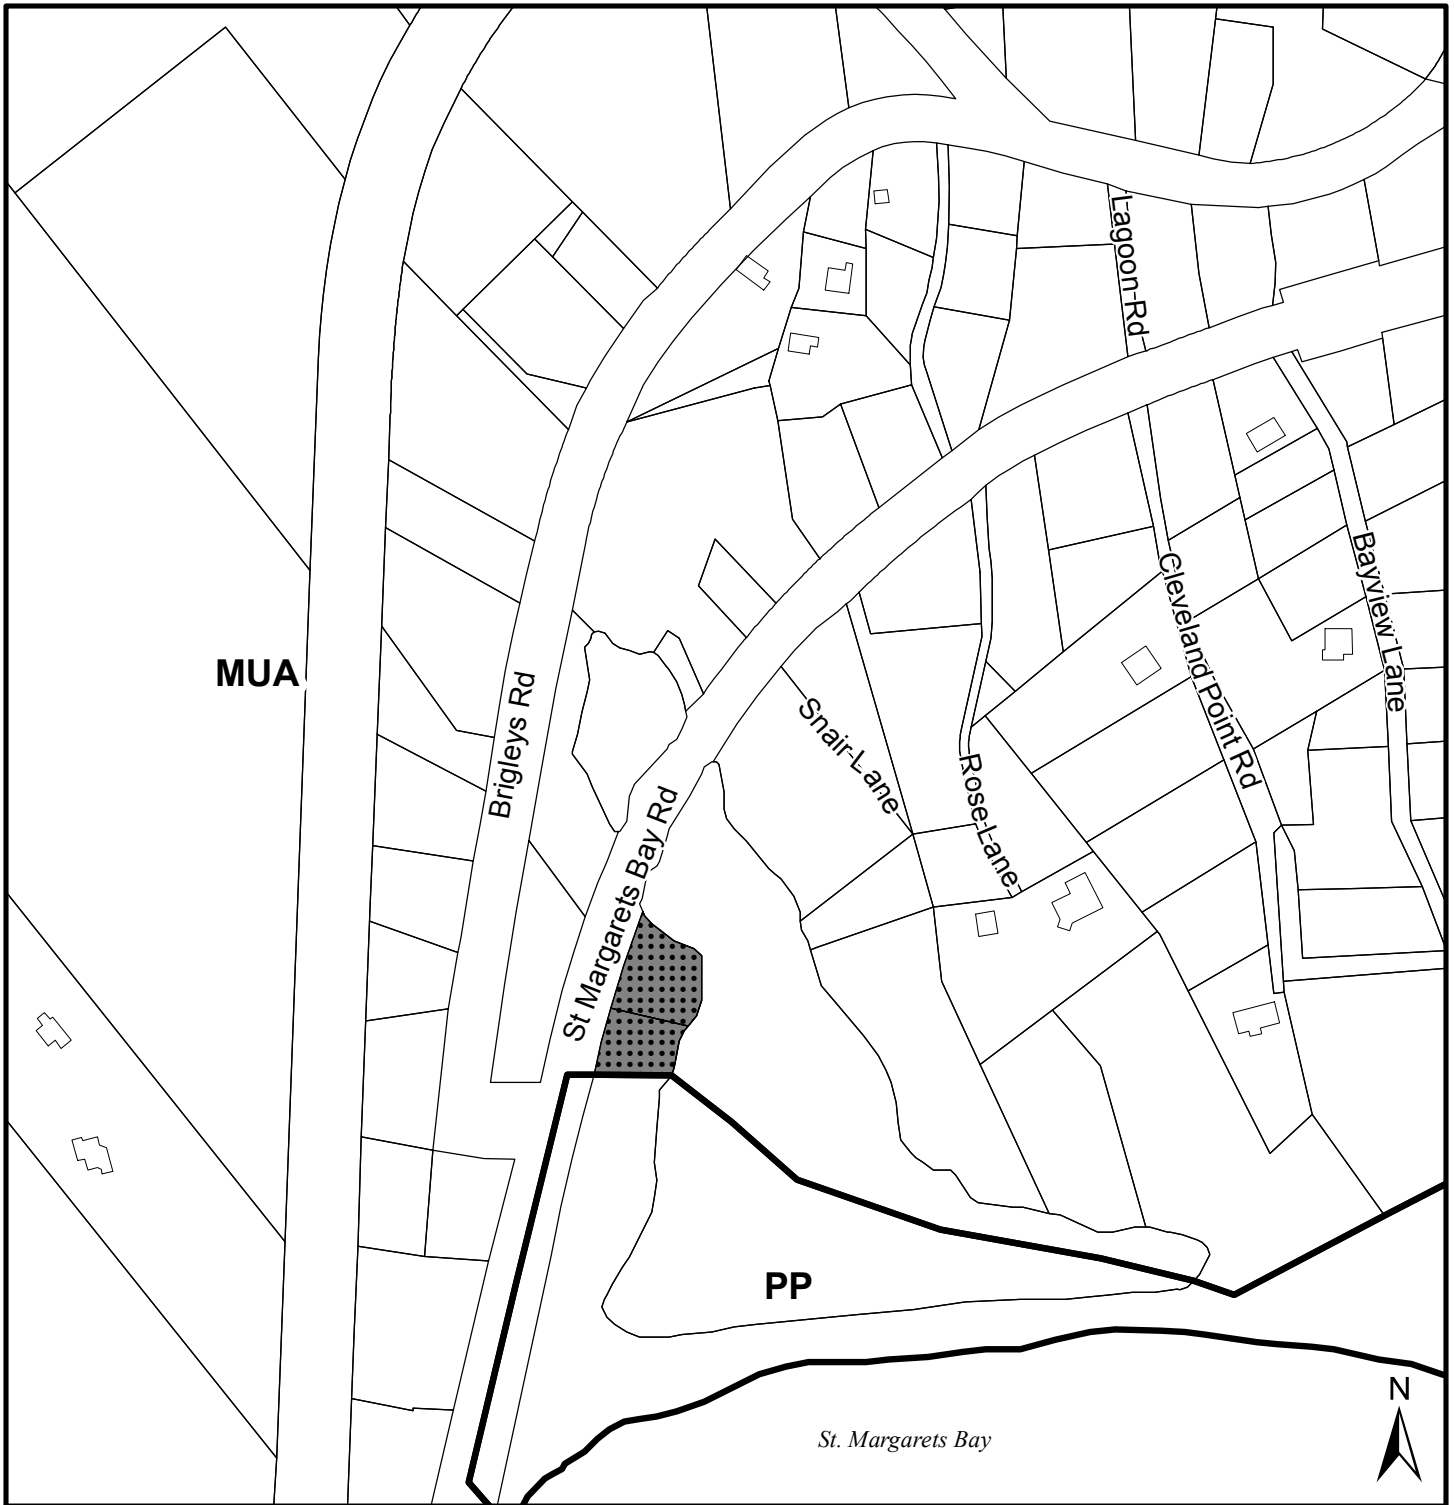 Lagoon Rd
MUA
Brigleys Rd
Snair Lane
Cleveland Point Rd
Bayview Lane
Rose Lane
St Margarets Bay Rd
PP
N
St. Margarets Bay